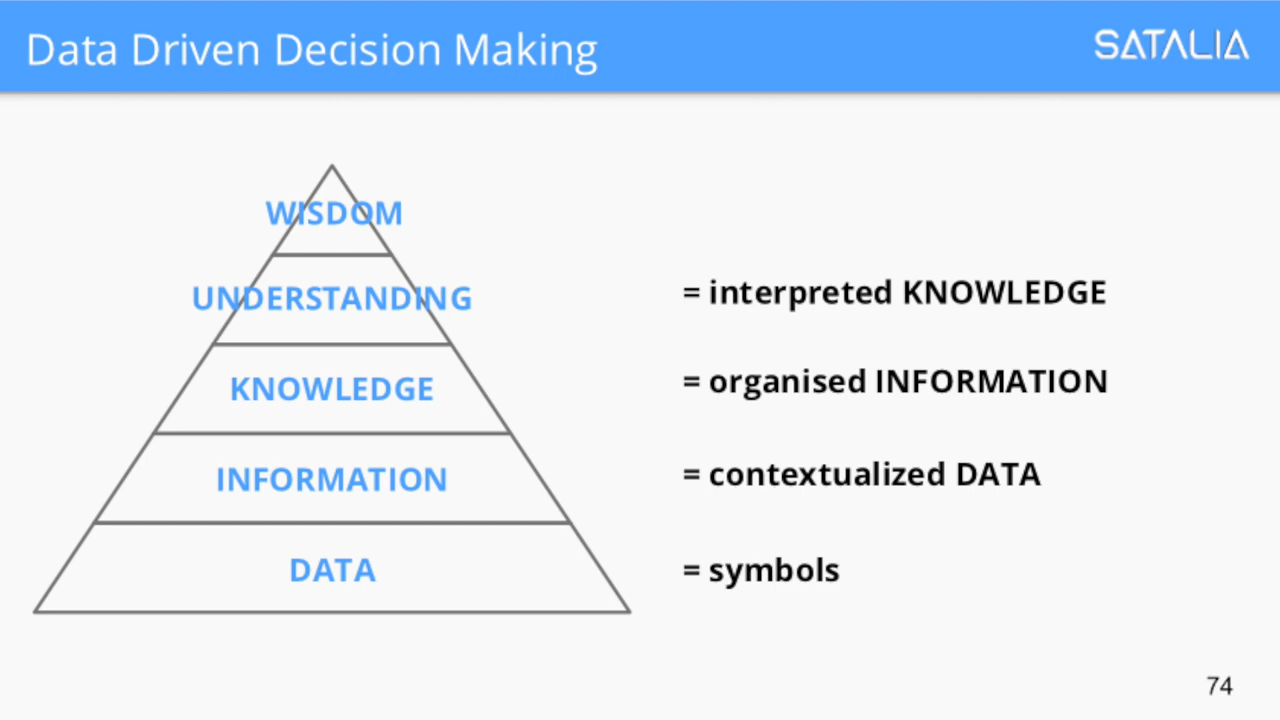 Data Driven Decision Making
SATALIA
WISDOM
UNDERSTANDING
= interpreted KNOWLEDGE
KNOWLEDGE
= organised INFORMATION
INFORMATION
= contextualized DATA
DATA
= symbols
74